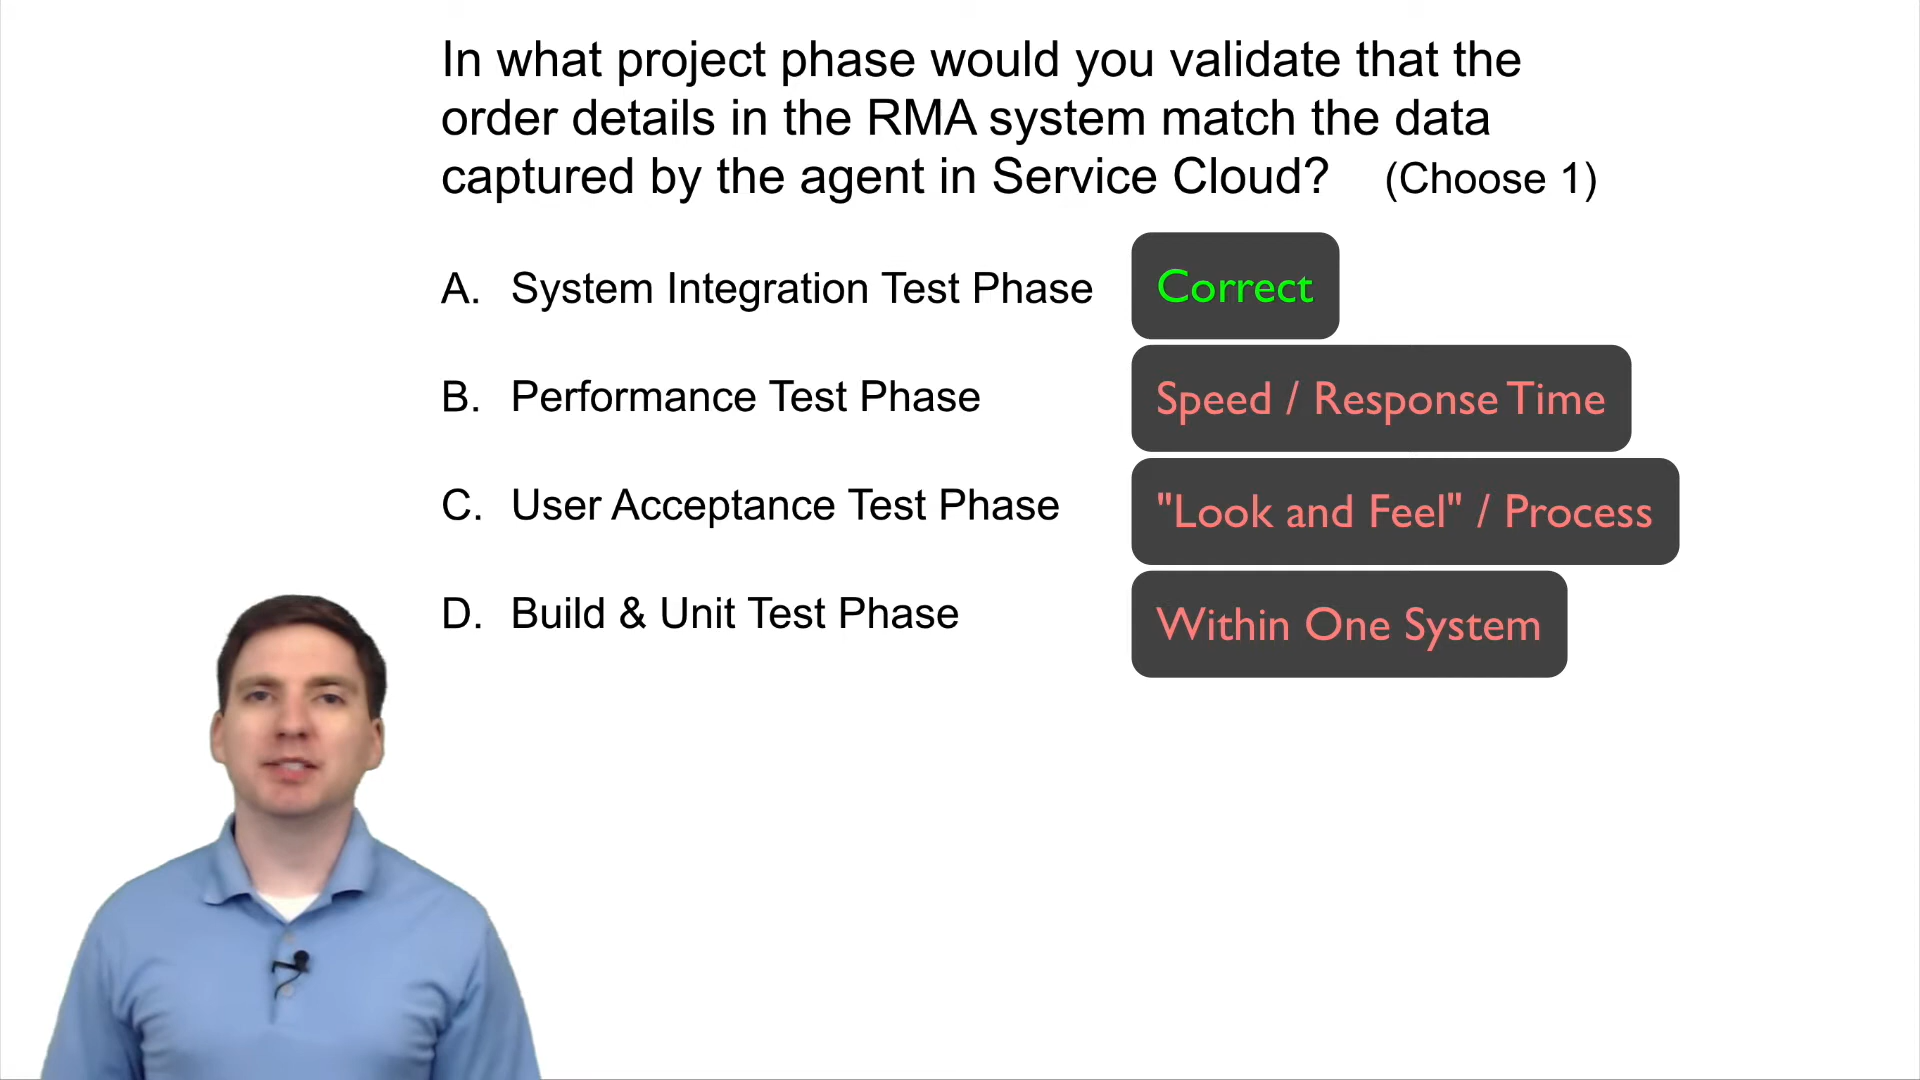 In what project phase would you validate that the
order details in the RMA system match the data
captured by the agent in Service Cloud? (Choose 1)
A. System Integration Test Phase Correct
B. Performance Test Phase Speed / Response Time
C. User Acceptance Test Phase "Look and Feel" / Process
D. Build & Unit Test Phase Within One System